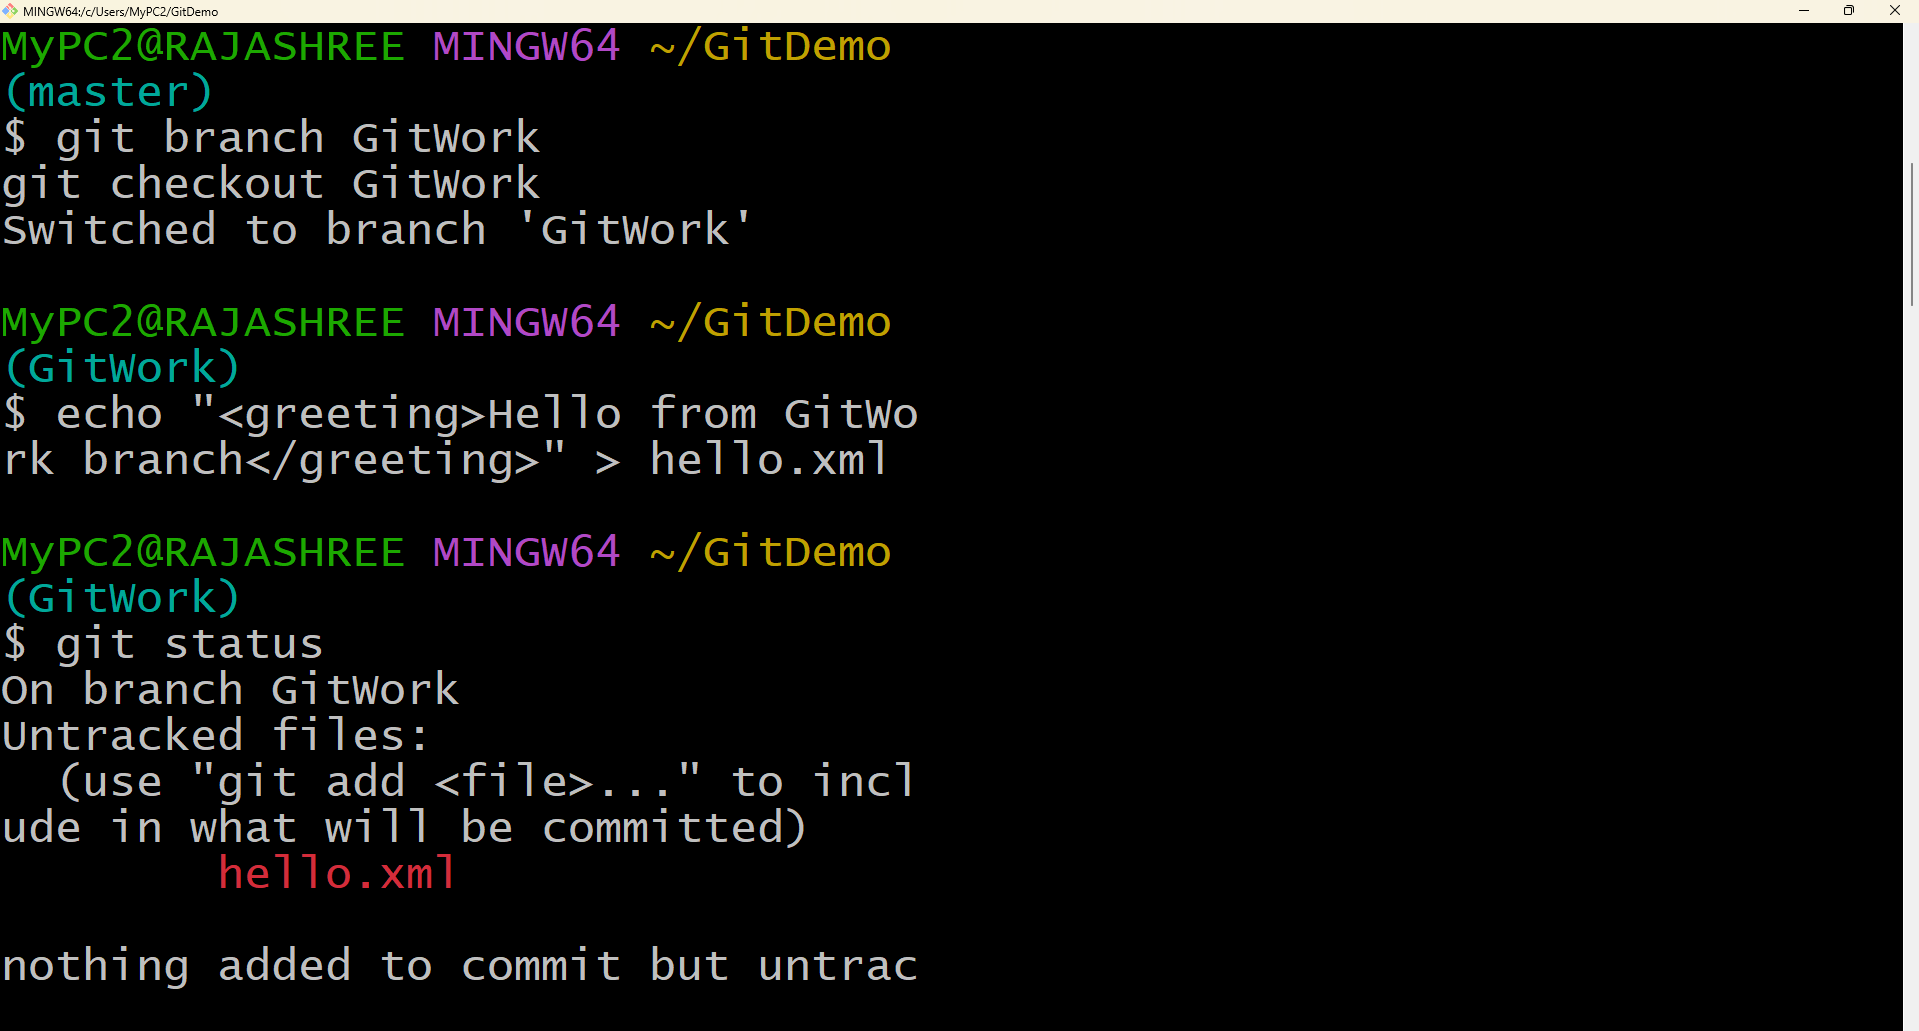 MINGW64:/c/Users/MyPC2/GitDemo
MyPC2@RAJASHREE MINGW64 ~/GitDemo
(master)
$ git branch GitWork
git checkout GitWork
Switched to branch 'GitWork'
MyPC2@RAJASHREE MINGW64 ~/GitDemo
(GitWork)
$ echo "<greeting>Hello from GitWo
rk branch</greeting>" > hello.xml
MyPC2@RAJASHREE MINGW64 ~/GitDemo
(GitWork)
$ git status
On branch GitWork
Untracked files:
  (use "git add <file>..." to incl
ude in what will be committed)
        hello.xml
nothing added to commit but untrac